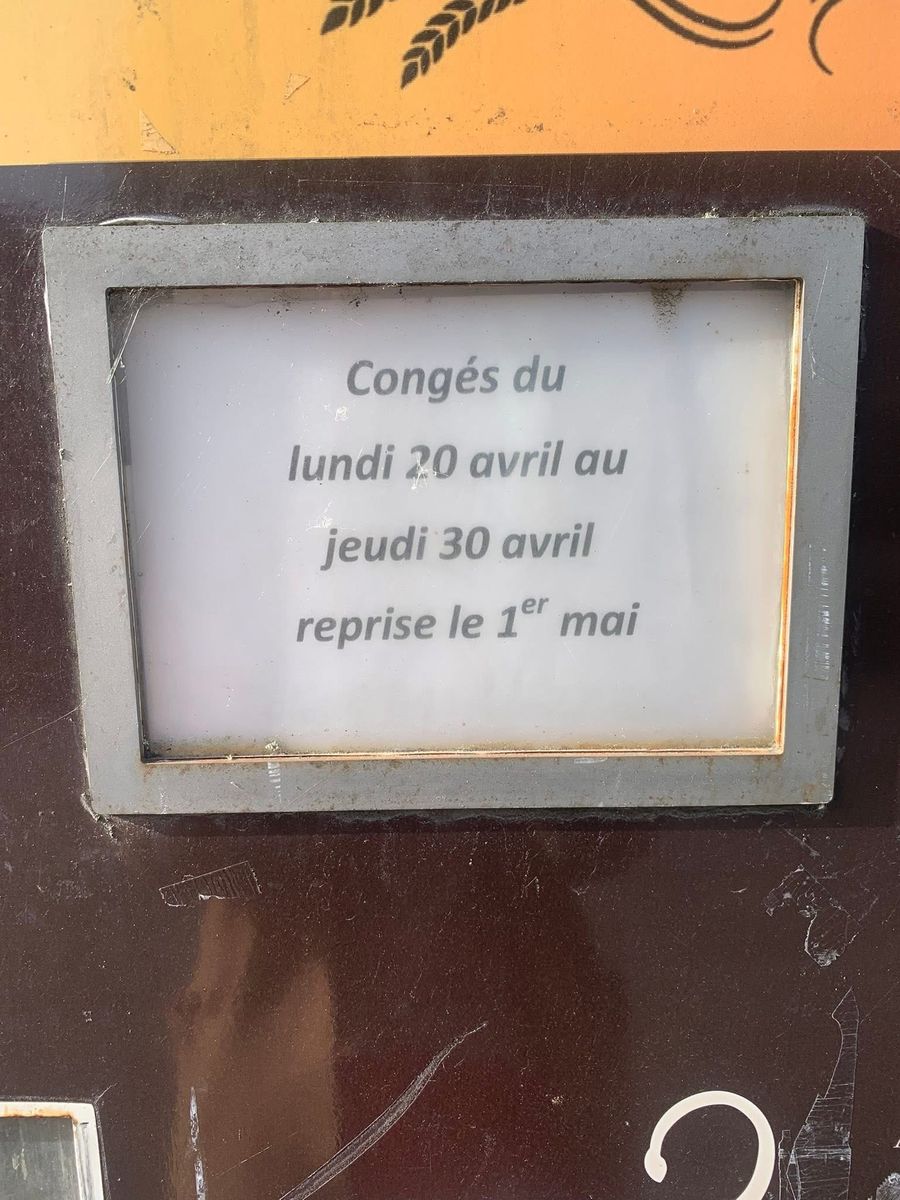 Congés du
lundi 20 avril au
jeudi 30 avril
reprise le 1er mai